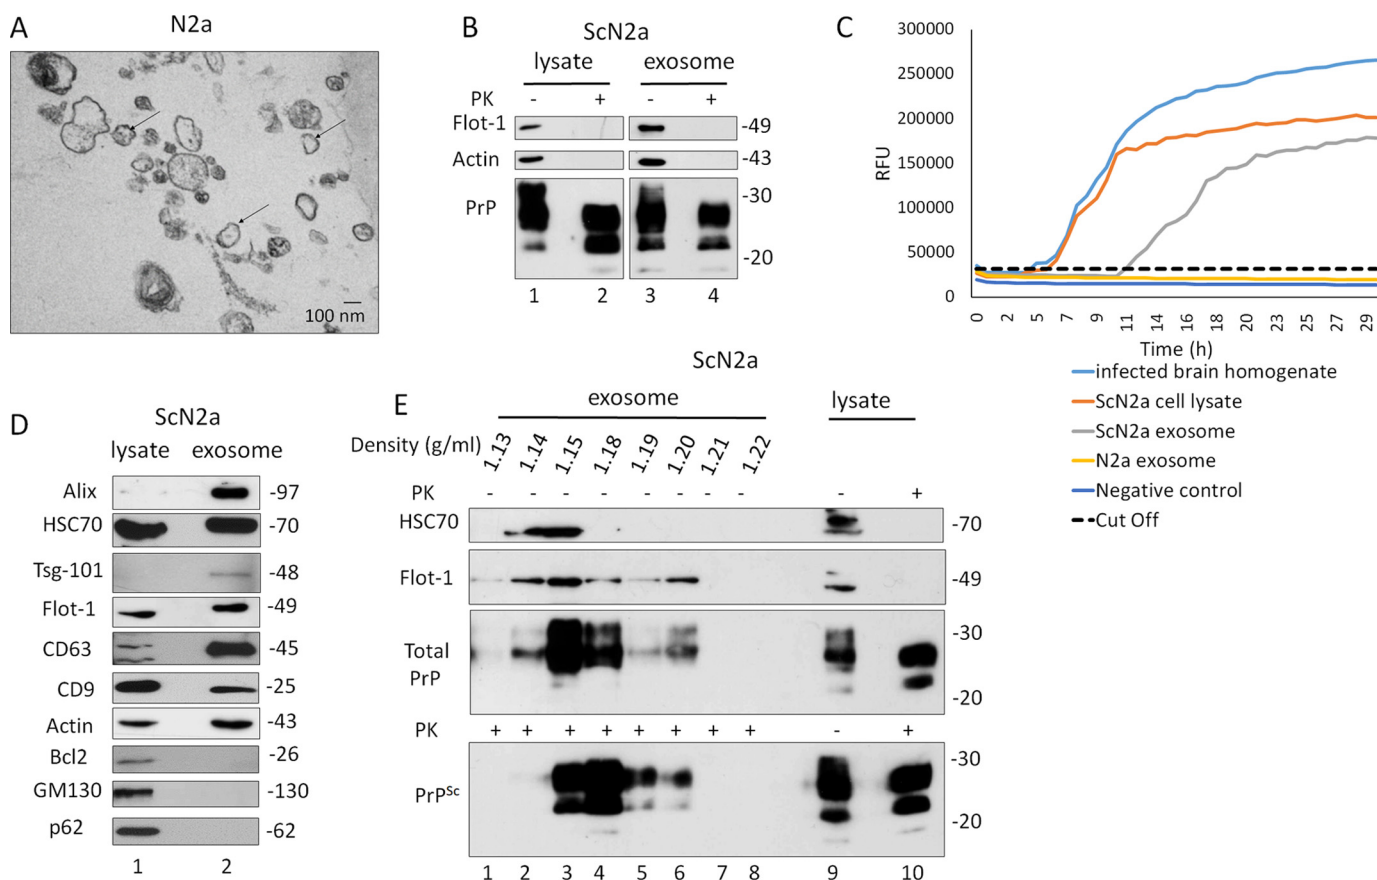 A
N2a
100 nm
B
ScN2a
lysate exosome
PK - + - +
Flot-1 -49
Actin -43
PrP -30
-20
1 2 3 4
C
300000
250000
200000
150000
100000
50000
0
RFU
0 2 5 7 9 11 14 16 18 20 23 25 27 29
Time (h)
infected brain homogenate
ScN2a cell lysate
ScN2a exosome
N2a exosome
Negative control
Cut Off
D
ScN2a
lysate exosome
Alix -97
HSC70 -70
Tsg-101 -48
Flot-1 -49
CD63 -45
CD9 -25
Actin -43
Bcl2 -26
GM130 -130
p62 -62
1 2
E
ScN2a
exosome lysate
Density (g/ml) 1.13 1.14 1.15 1.18 1.19 1.20 1.21 1.22
PK - - - - - - - - - +
HSC70 -70
Flot-1 -49
Total PrP -30
-20
PK + + + + + + + + - +
PrPSc -30
-20
1 2 3 4 5 6 7 8 9 10